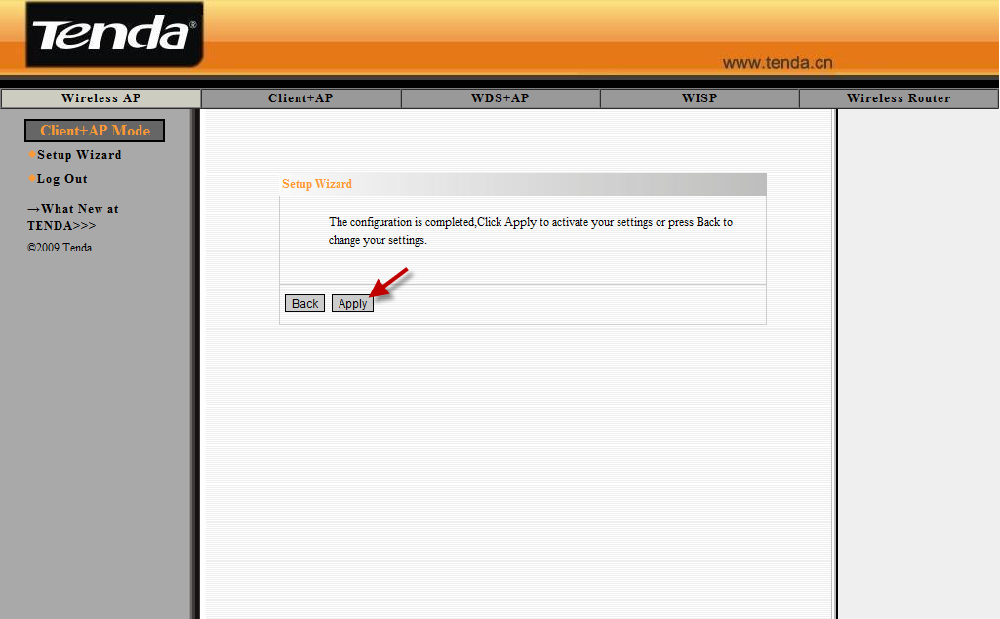 Tenda®
www.tenda.cn
Wireless AP
Client+AP
WDS+AP
WISP
Wireless Router
Client+AP Mode
Setup Wizard
Log Out
→What New at
TENDA>>>
©2009 Tenda
Setup Wizard
The configuration is completed,Click Apply to activate your settings or press Back to
change your settings.
Back
Apply